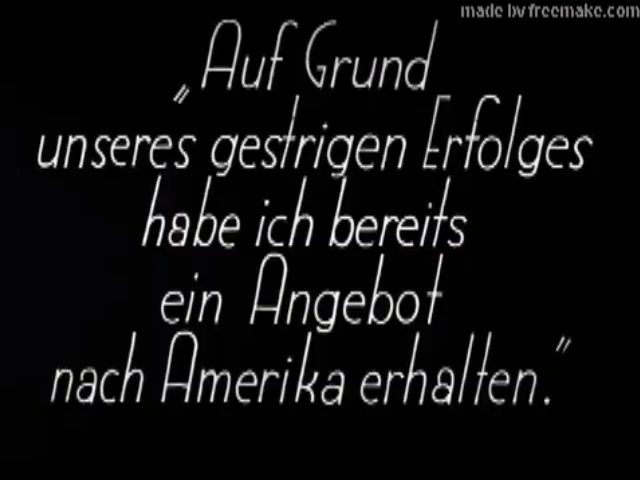 made by freemake.com
„Auf Grund
unseres gestrigen Erfolges
habe ich bereits
ein Angebot
nach Amerika erhalten."